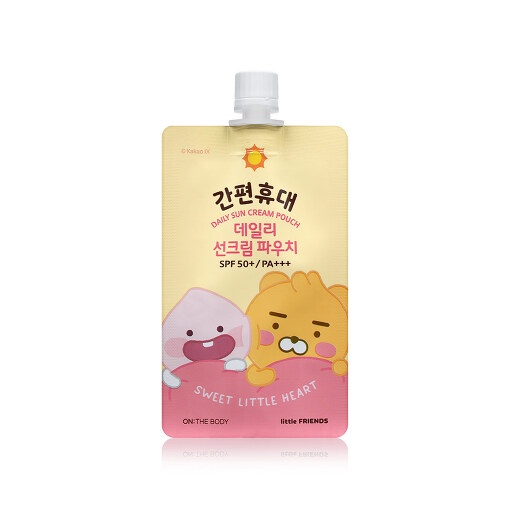 © Kakao IX
간편휴대
DAILY SUN CREAM POUCH
데일리
선크림 파우치
SPF 50+/PA+++
SWEET LITTLE HEART
ON:THE BODY
little FRIENDS